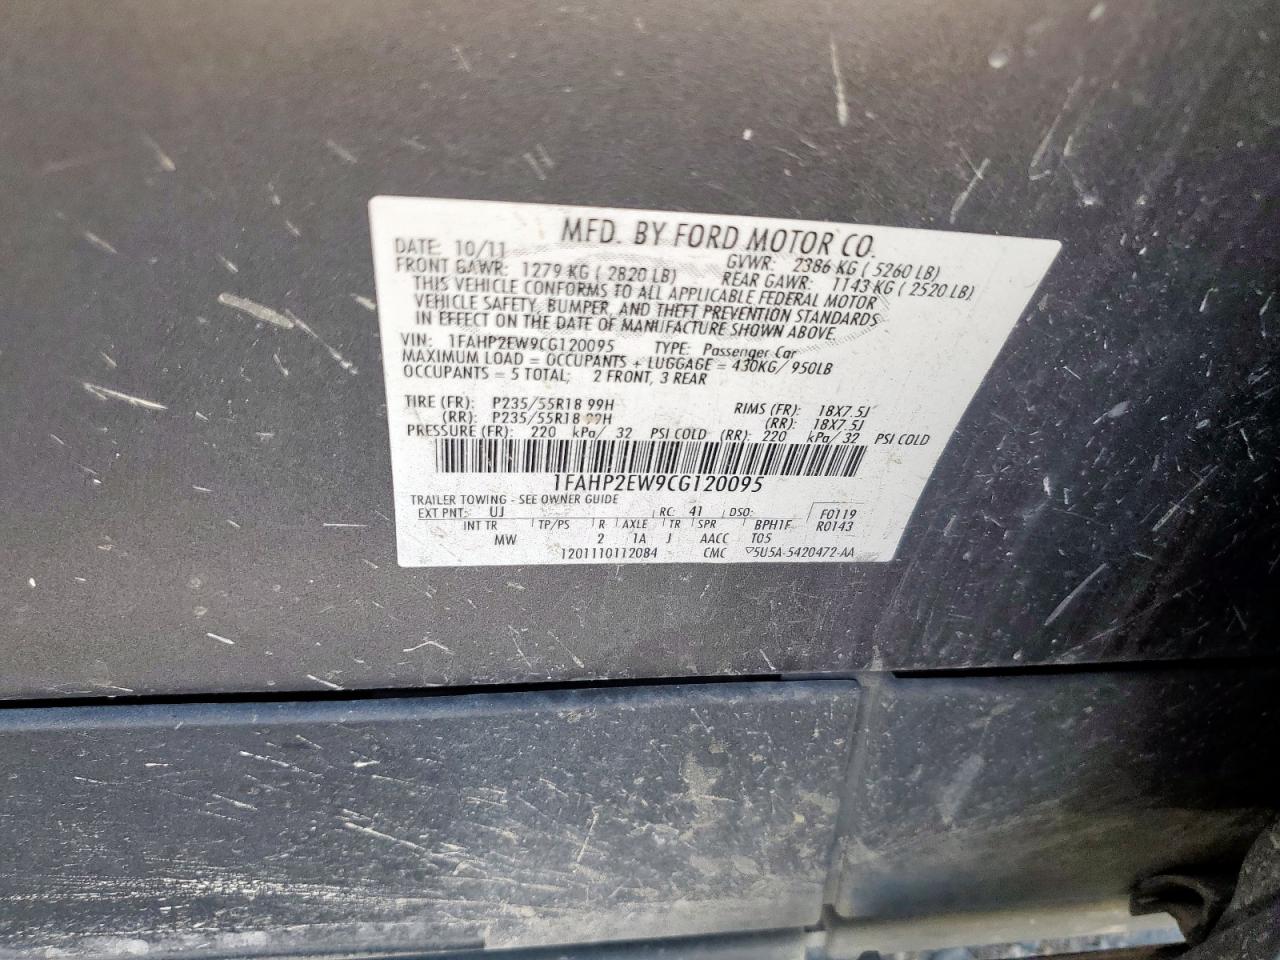 MFD. BY FORD MOTOR CO.
DATE: 10/11 GVWR: 2386 KG ( 5260 LB)
FRONT GAWR: 1279 KG ( 2820 LB) REAR GAWR: 1143 KG ( 2520 LB)
THIS VEHICLE CONFORMS TO ALL APPLICABLE FEDERAL MOTOR
VEHICLE SAFETY, BUMPER, AND THEFT PREVENTION STANDARDS
IN EFFECT ON THE DATE OF MANUFACTURE SHOWN ABOVE.
VIN: 1FAHP2EW9CG120095 TYPE: Passenger Car
MAXIMUM LOAD = OCCUPANTS + LUGGAGE = 430KG/ 950LB
OCCUPANTS = 5 TOTAL; 2 FRONT, 3 REAR
TIRE (FR): P235/55R18 99H RIMS (FR): 18X7.5J
(RR): P235/55R18 99H (RR): 18X7.5J
PRESSURE (FR): 220 kPa/ 32 PSI COLD (RR): 220 kPa/ 32 PSI COLD
1FAHP2EW9CG120095
TRAILER TOWING - SEE OWNER GUIDE
EXT PNT: UJ RC: 41 DSO: F0119
INT TR TP/PS R AXLE TR SPR BPH1F R0143
MW 2 1A J AACC T05
1201110112084 CMC ▽5U5A-5420472-AA